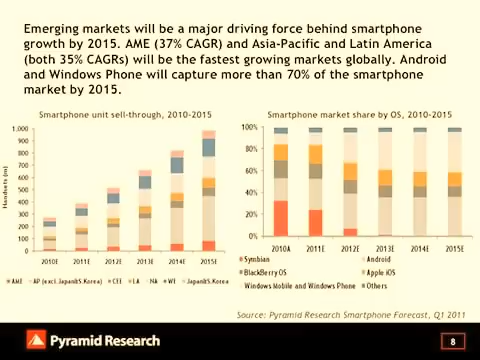 Emerging markets will be a major driving force behind smartphone
growth by 2015. AME (37% CAGR) and Asia-Pacific and Latin America
(both 35% CAGRs) will be the fastest growing markets globally. Android
and Windows Phone will capture more than 70% of the smartphone
market by 2015.
Smartphone unit sell-through, 2010-2015
Handsets (m)
1,000
900
800
700
600
500
400
300
200
100
0
2010E 2011E 2012E 2013E 2014E 2015E
AME AP (excl.Japan&S.Korea) CEE LA NA WE Japan&S.Korea
Smartphone market share by OS, 2010-2015
100%
80%
60%
40%
20%
0%
2010A 2011E 2012E 2013E 2014E 2015E
Symbian Android
BlackBerry OS Apple iOS
Windows Mobile and Windows Phone Others
Source: Pyramid Research Smartphone Forecast, Q1 2011
Pyramid Research
8